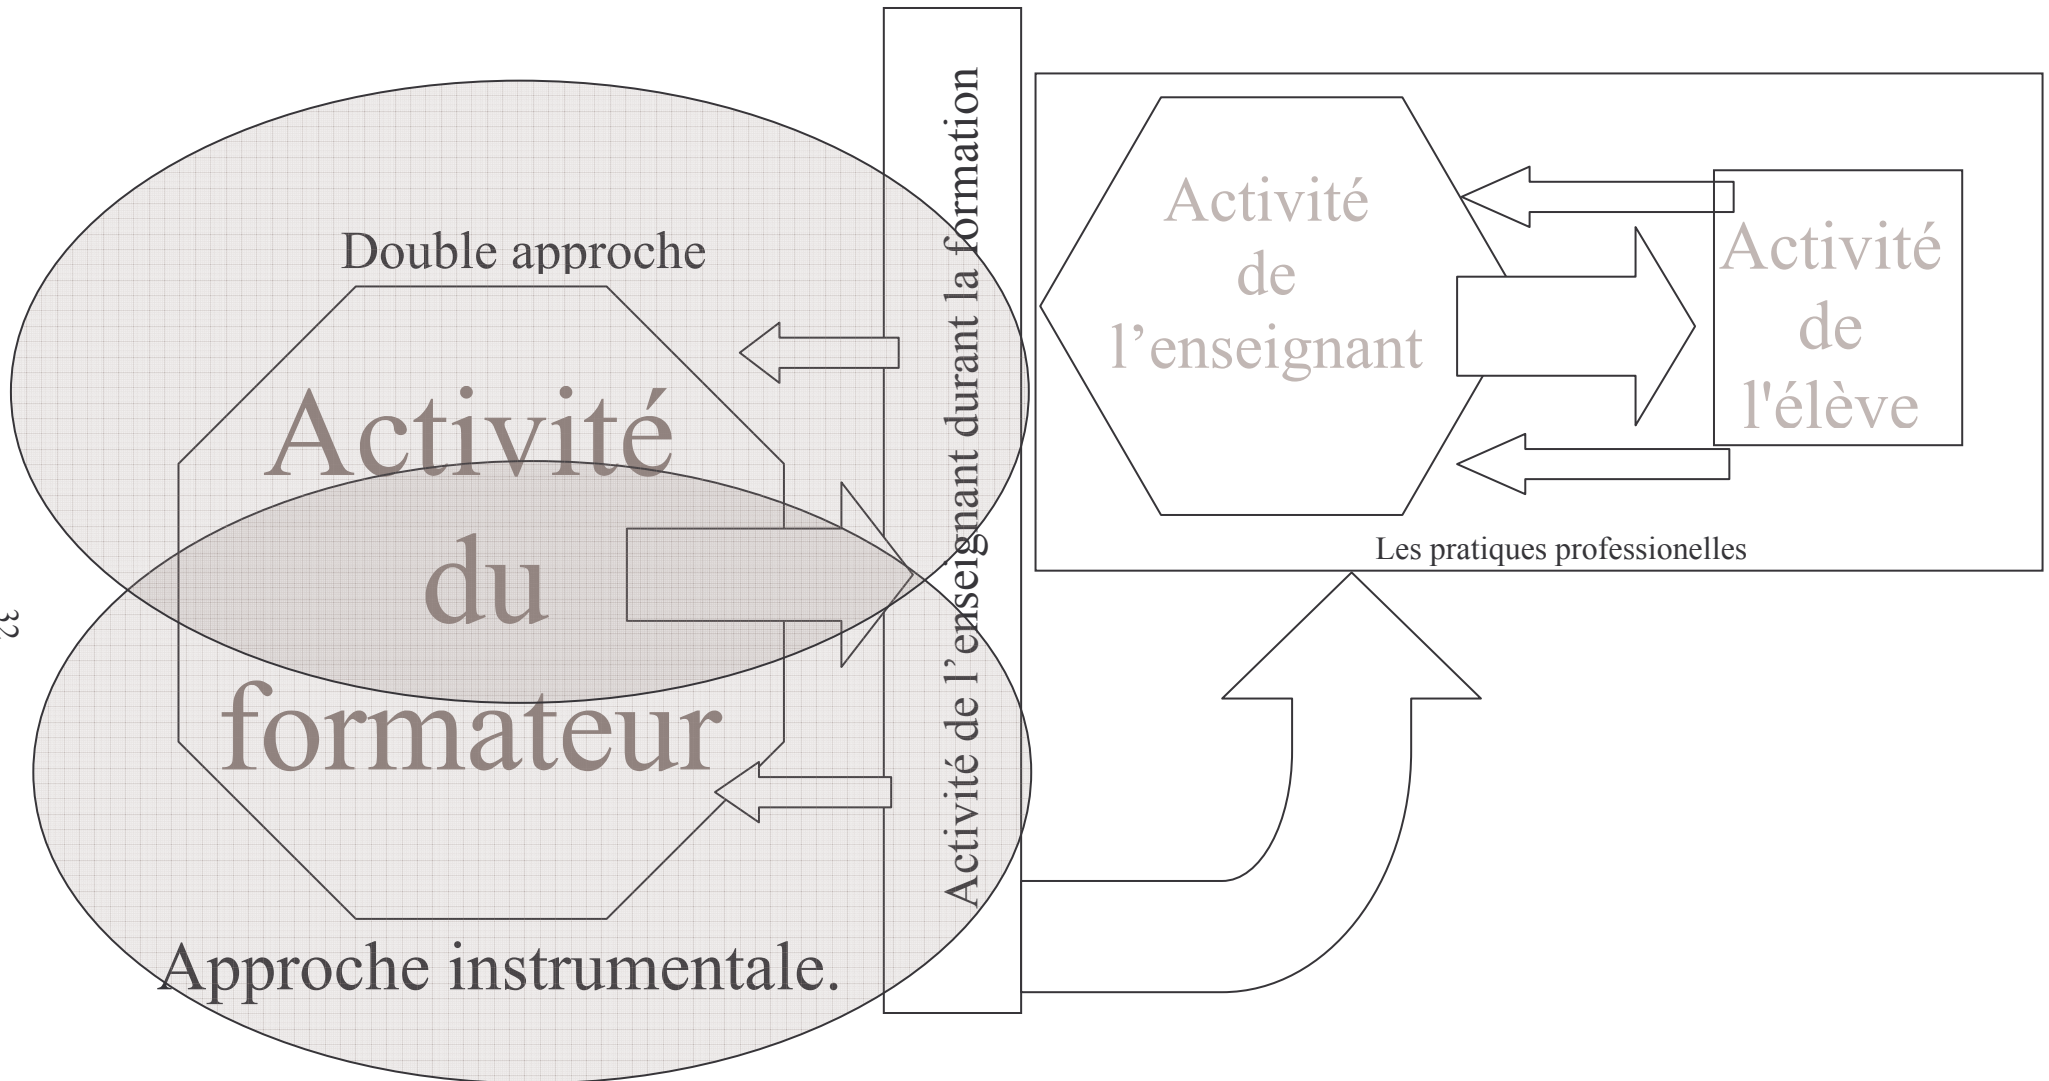 Double approche
Activité
du
formateur
Approche instrumentale.
Activité de l’enseignant durant la formation
Activité
de
l’enseignant
Activité
de
l'élève
Les pratiques professionelles
32